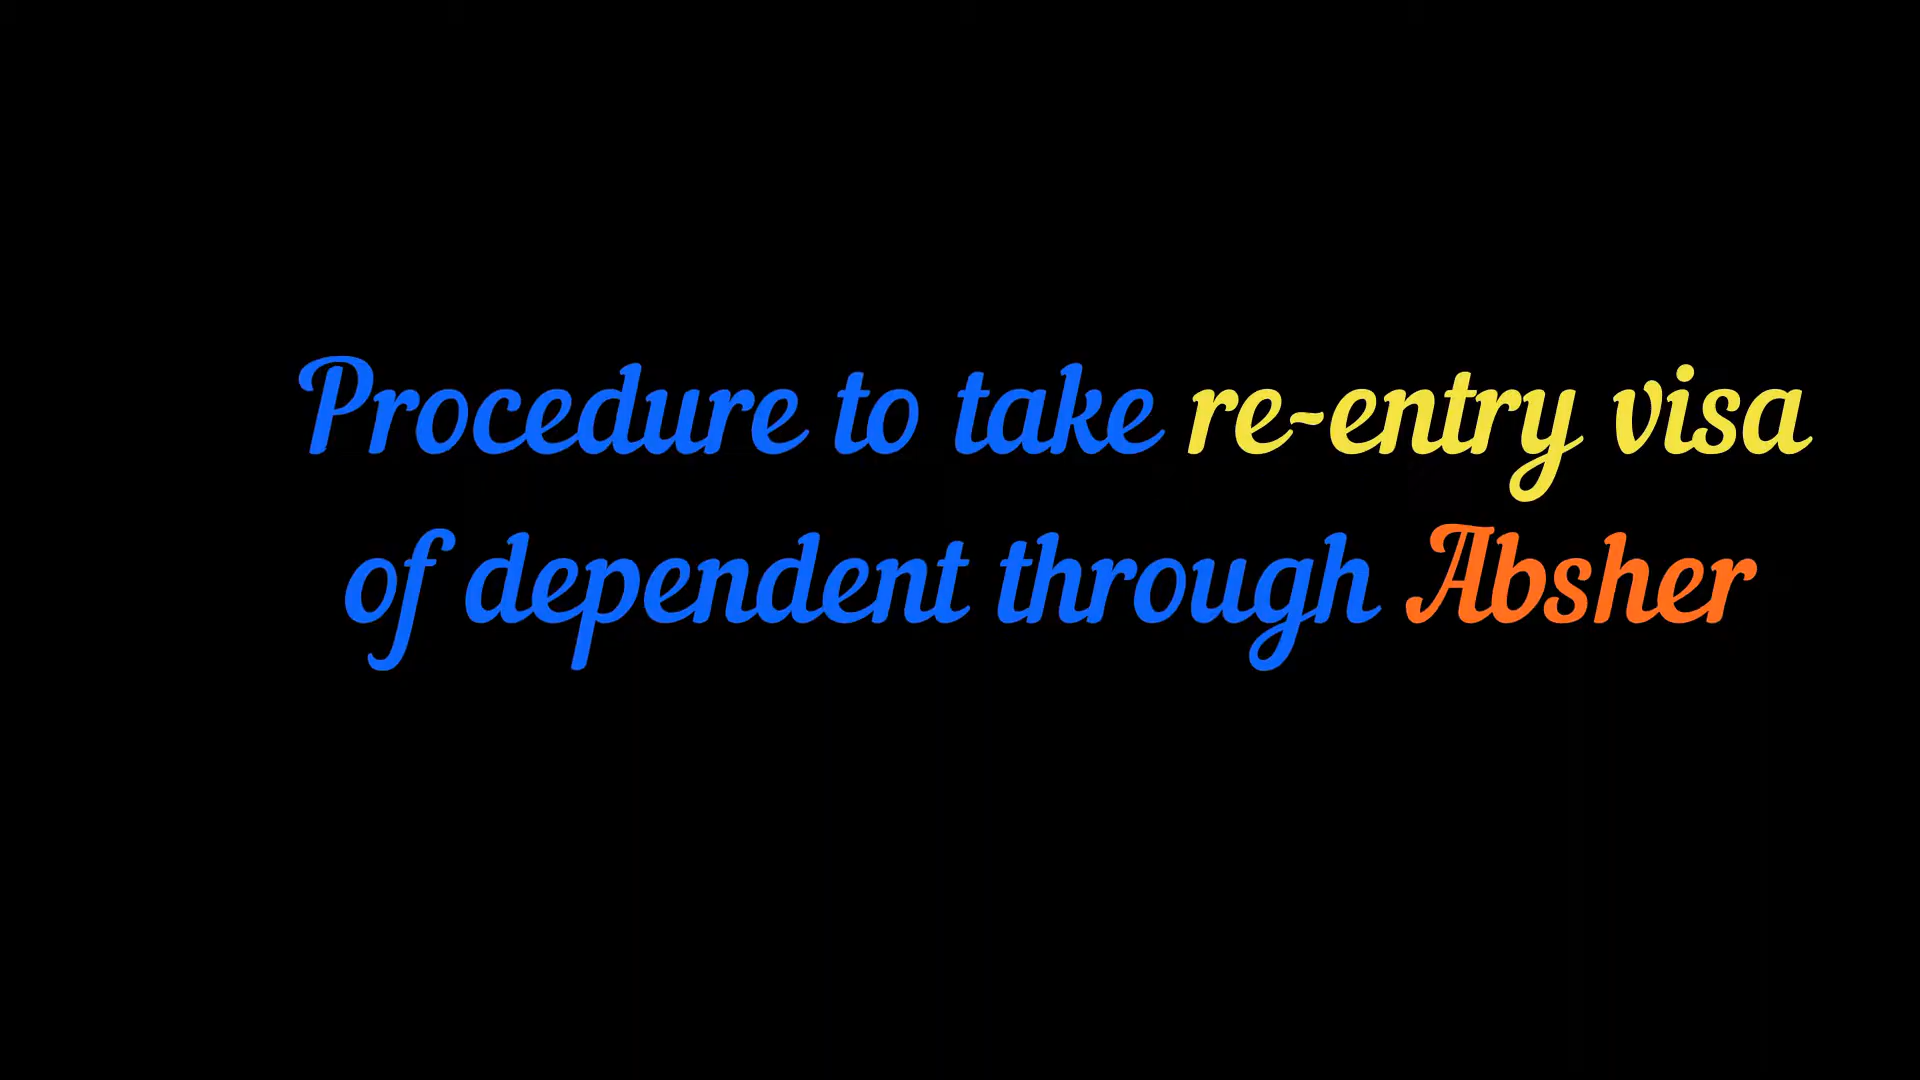 Procedure to take re-entry visa
of dependent through Absher